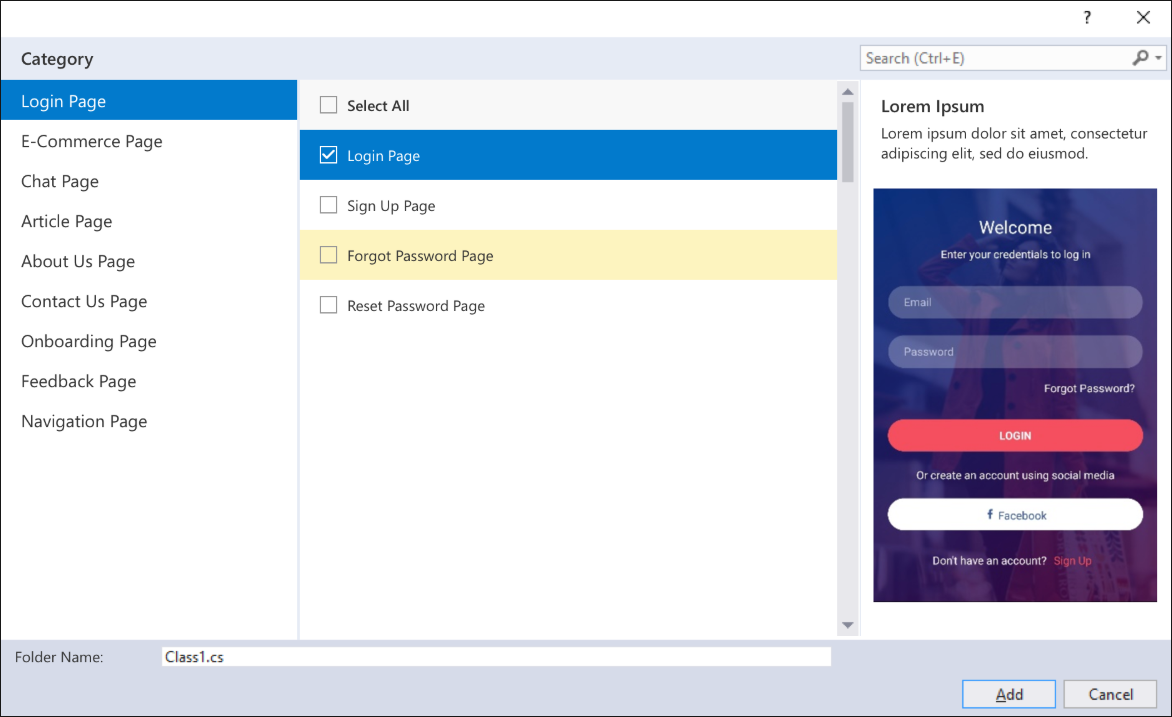 ?
Category
Search (Ctrl+E)
Login Page
E-Commerce Page
Chat Page
Article Page
About Us Page
Contact Us Page
Onboarding Page
Feedback Page
Navigation Page
Select All
Login Page
Sign Up Page
Forgot Password Page
Reset Password Page
Lorem Ipsum
Lorem ipsum dolor sit amet, consectetur
adipiscing elit, sed do eiusmod.
Welcome
Enter your credentials to log in
Email
Password
Forgot Password?
LOGIN
Or create an account using social media
f Facebook
Don't have an account? Sign Up
Folder Name: Class1.cs
Add Cancel